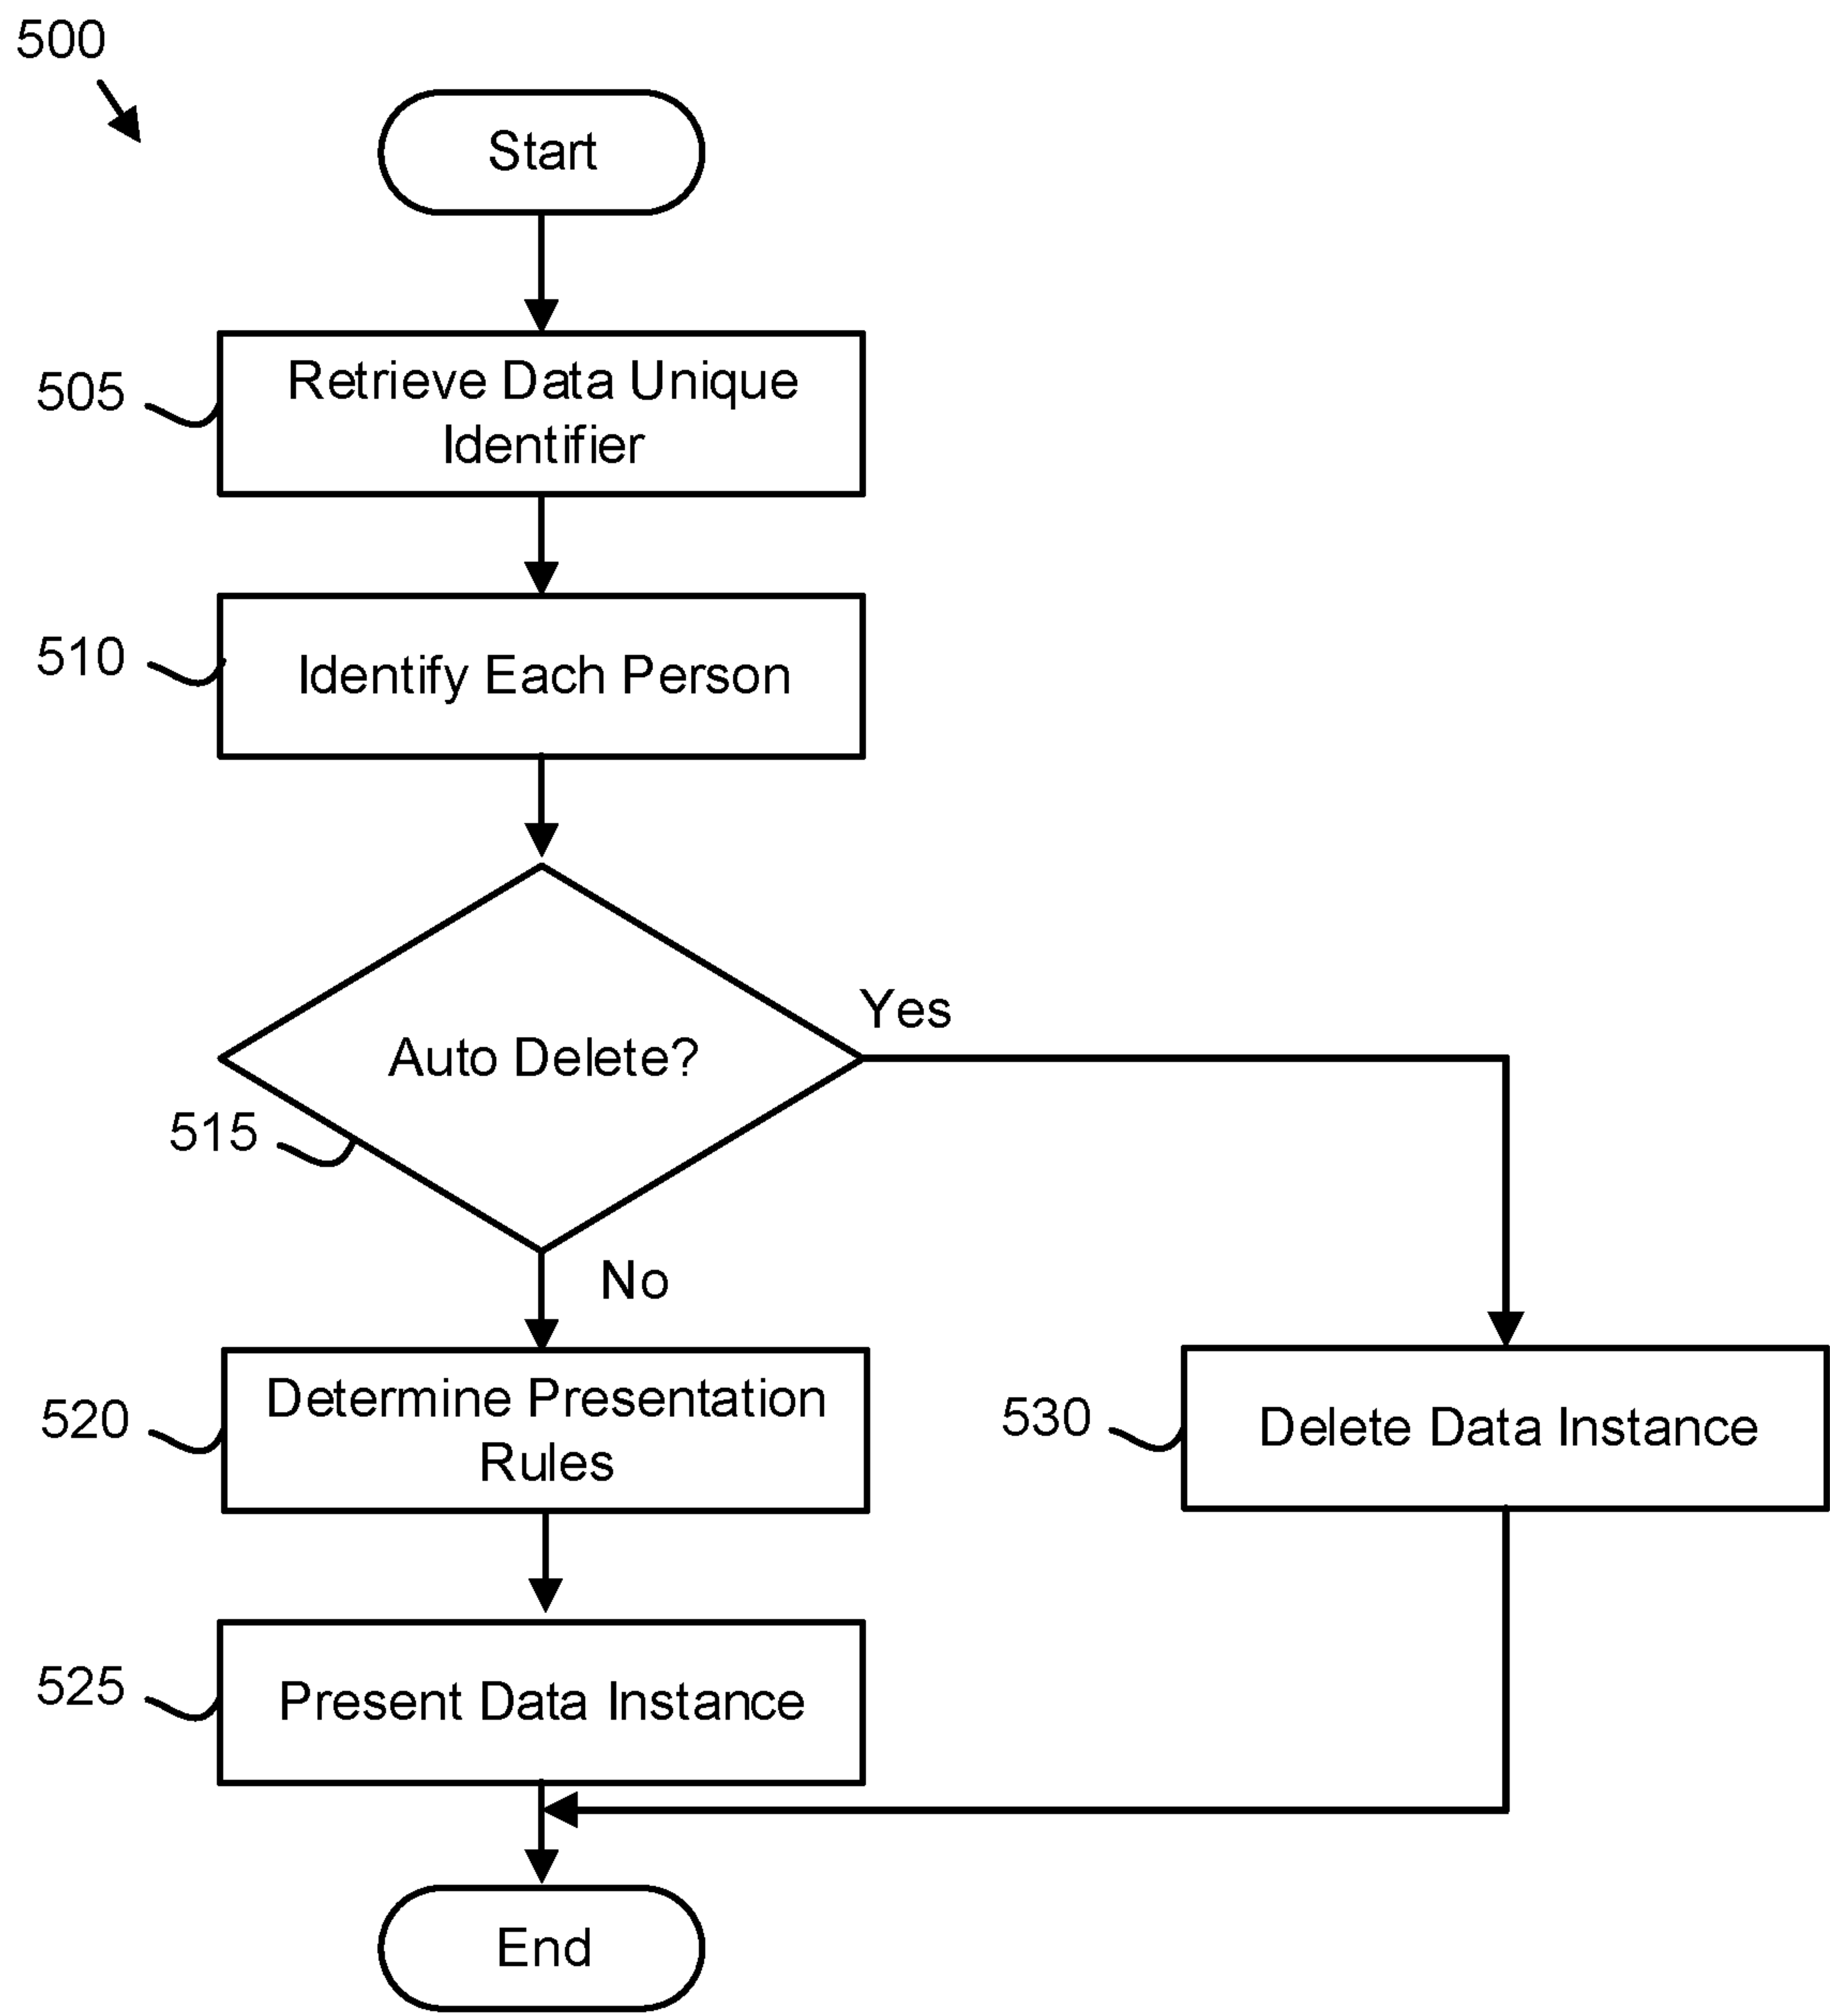 500
Start
505
Retrieve Data Unique
Identifier
510
Identify Each Person
Yes
Auto Delete?
515
No
520
Determine Presentation
Rules
530
Delete Data Instance
525
Present Data Instance
End